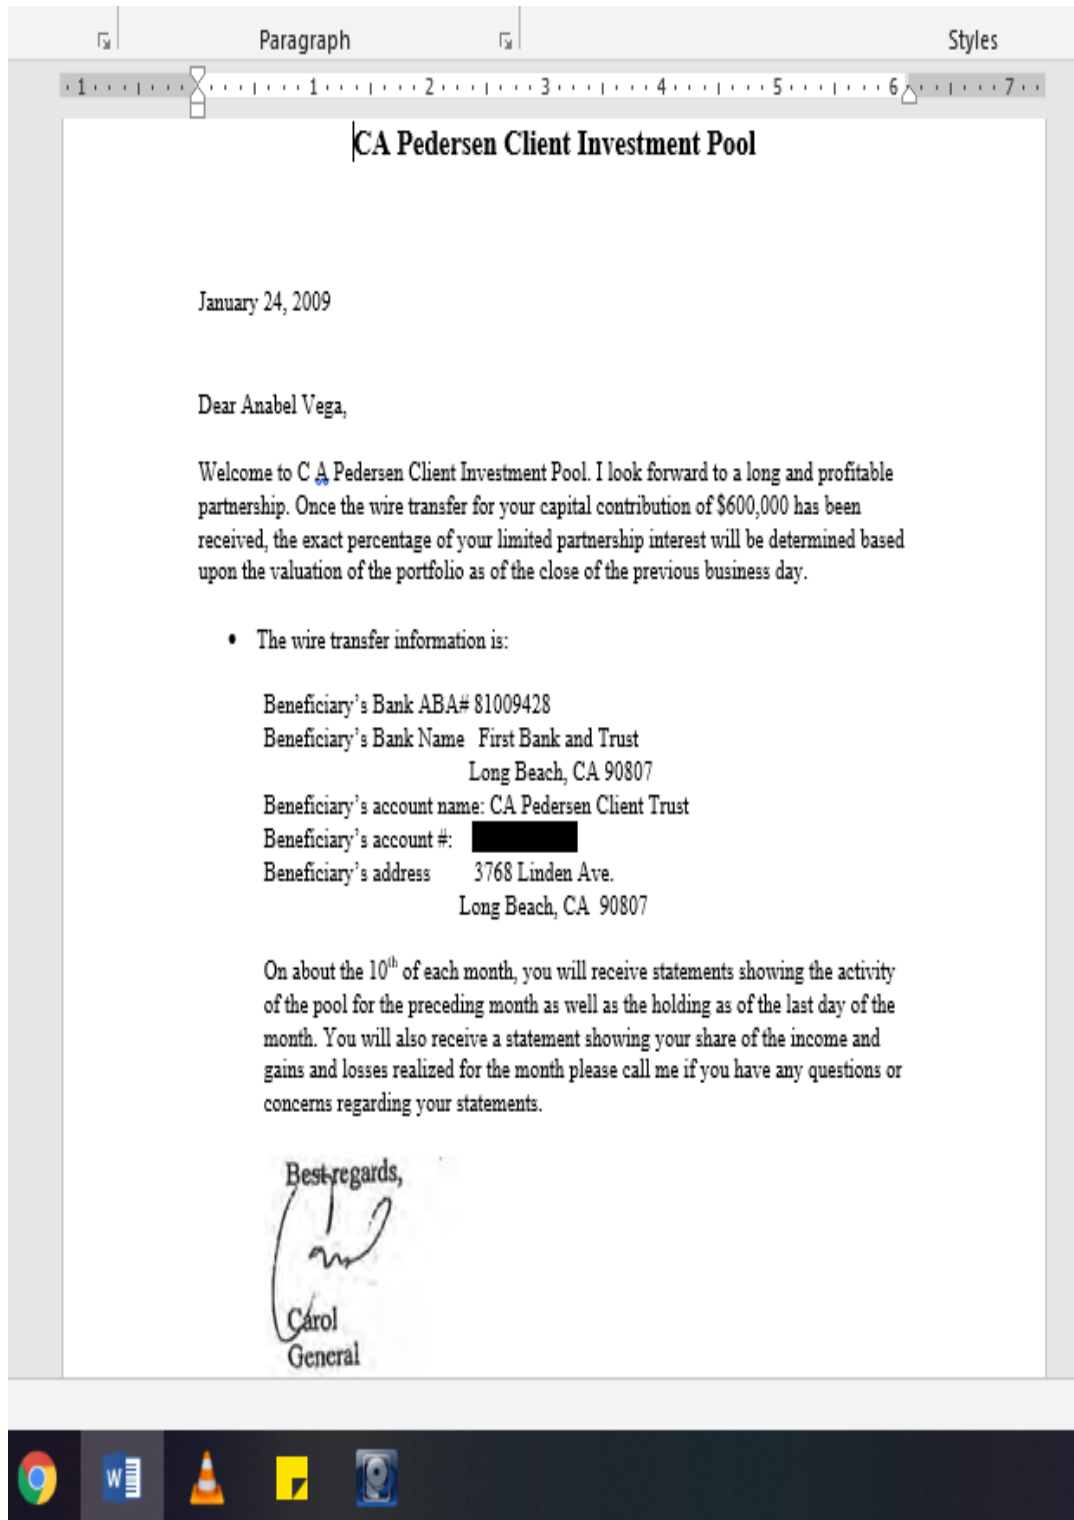 Paragraph
Styles
1 1 2 3 4 5 6 7
CA Pedersen Client Investment Pool
January 24, 2009
Dear Anabel Vega,
Welcome to C A Pedersen Client Investment Pool. I look forward to a long and profitable
partnership. Once the wire transfer for your capital contribution of $600,000 has been
received, the exact percentage of your limited partnership interest will be determined based
upon the valuation of the portfolio as of the close of the previous business day.
• The wire transfer information is:
Beneficiary’s Bank ABA# 81009428
Beneficiary’s Bank Name First Bank and Trust
Long Beach, CA 90807
Beneficiary’s account name: CA Pedersen Client Trust
Beneficiary’s account #:
Beneficiary’s address 3768 Linden Ave.
Long Beach, CA 90807
On about the 10th of each month, you will receive statements showing the activity
of the pool for the preceding month as well as the holding as of the last day of the
month. You will also receive a statement showing your share of the income and
gains and losses realized for the month please call me if you have any questions or
concerns regarding your statements.
Best regards,
Carol
General
W